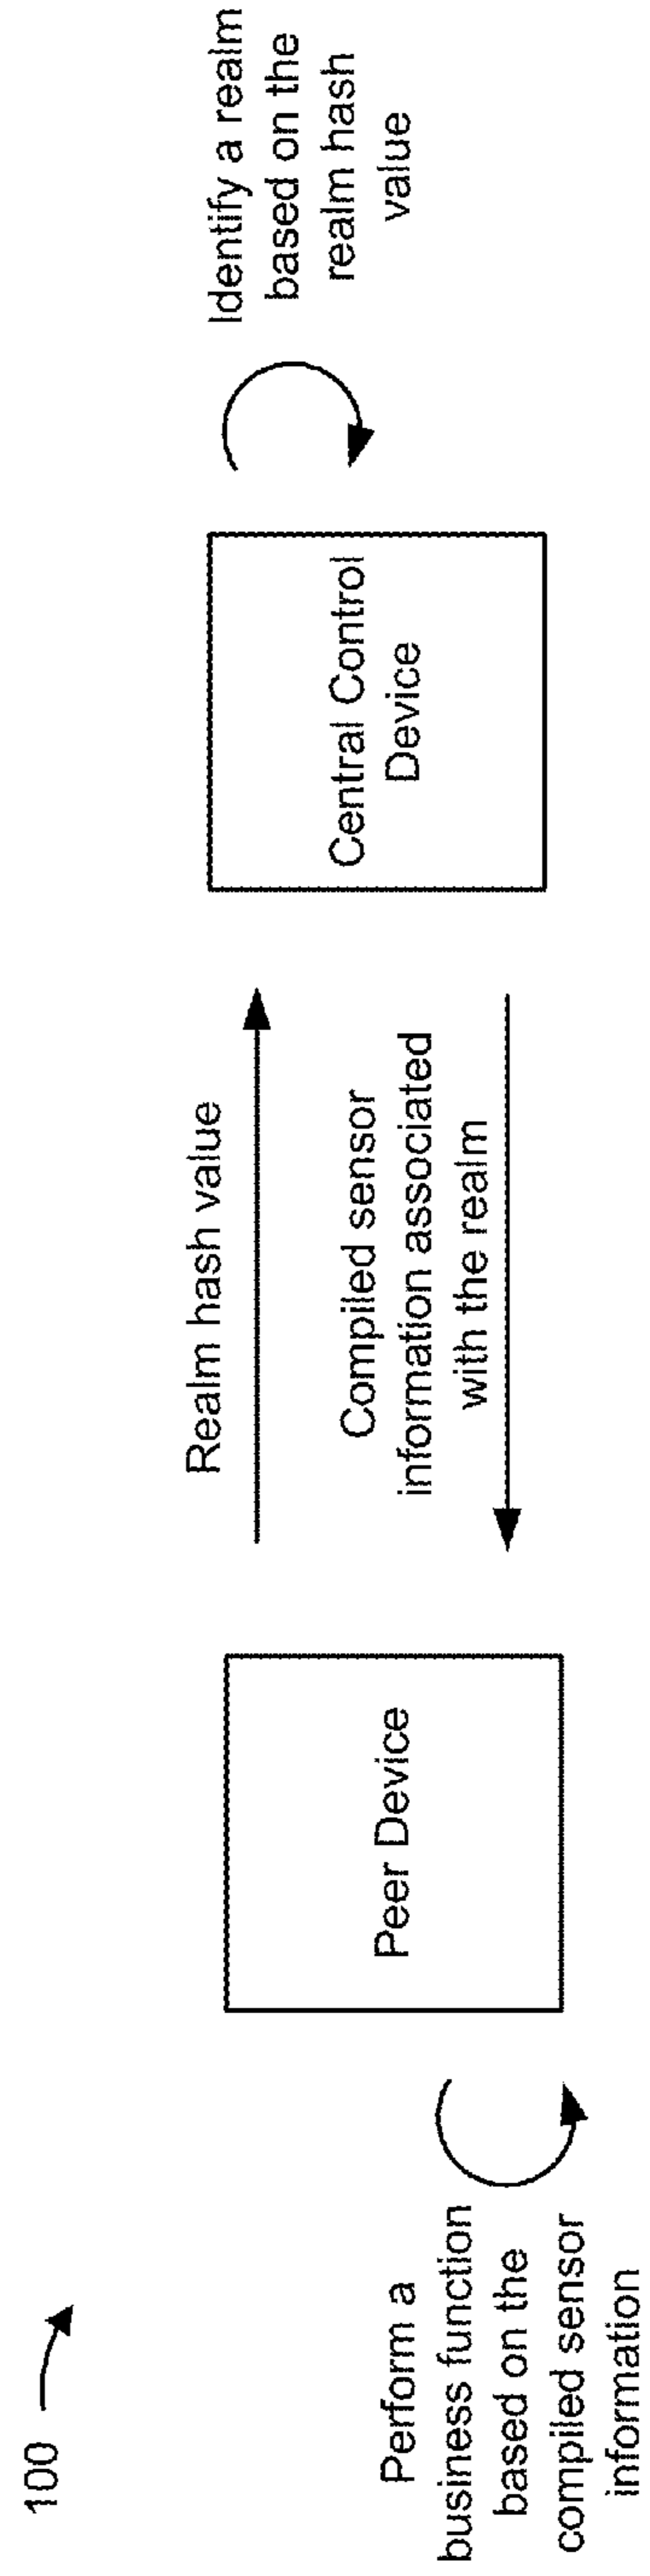 100
Realm hash value
Identify a realm
based on the
realm hash
value
Peer Device
Central Control
Device
Compiled sensor
information associated
with the realm
Perform a
business function
based on the
compiled sensor
information